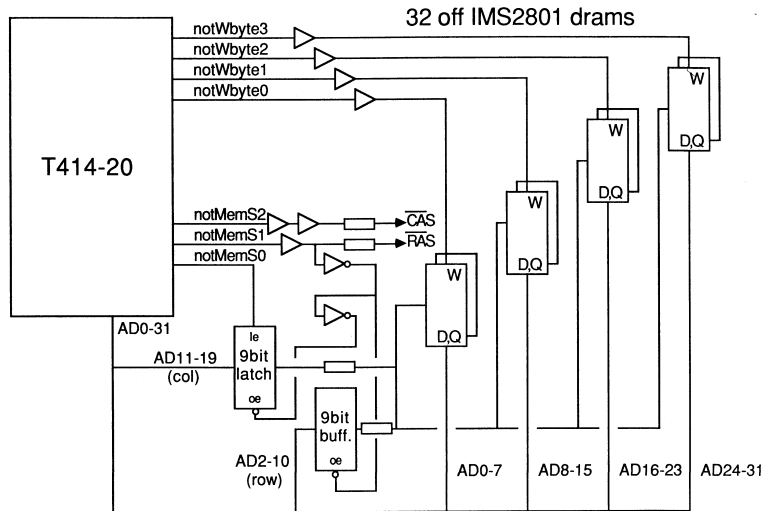 32 off IMS2801 drams
notWbyte3
notWbyte2
notWbyte1
notWbyte0
T414-20
notMemS2
notMemS1
notMemS0
CAS
RAS
W
D,Q
W
D,Q
W
D,Q
W
D,Q
AD0-31
AD11-19
(col)
le
9bit
latch
oe
9bit
buff.
oe
AD2-10
(row)
AD0-7
AD8-15
AD16-23
AD24-31